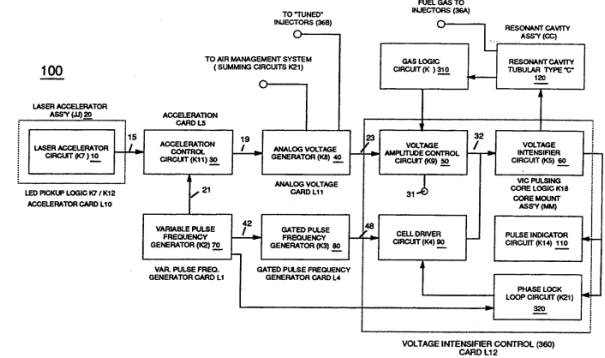 FUEL GAS TO
INJECTORS (36A)
TO "TUNED"
INJECTORS (36B)
RESONANT CAVITY
ASS'Y (CC)
TO AIR MANAGEMENT SYSTEM
( SUMMING CIRCUITS K21)
GAS LOGIC
CIRCUIT (K )
310
RESONANT CAVITY
TUBULAR TYPE "C"
120
100
LASER ACCELERATOR
ASS'Y (JJ) 20
ACCELERATION
CARD L5
LASER ACCELERATOR
CIRCUIT (K7) 10
15
ACCELERATION
CONTROL
CIRCUIT (K11) 30
19
ANALOG VOLTAGE
GENERATOR (K8) 40
23
VOLTAGE
AMPLITUDE CONTROL
CIRCUIT (K9) 50
32
VOLTAGE
INTENSIFIER
CIRCUIT (K5) 60
LED PICKUP LOGIC K7 / K12
ACCELERATOR CARD L10
ANALOG VOLTAGE
CARD L11
31
VIC PULSING
CORE LOGIC K18
CORE MOUNT
ASS'Y (MM)
21
VARIABLE PULSE
FREQUENCY
GENERATOR (K2) 70
42
GATED PULSE
FREQUENCY
GENERATOR (K3) 80
48
CELL DRIVER
CIRCUIT (K4) 90
PULSE INDICATOR
CIRCUIT (K14) 110
VAR. PULSE FREQ.
GENERATOR CARD L1
GATED PULSE FREQUENCY
GENERATOR CARD L4
PHASE LOCK
LOOP CIRCUIT (K21)
320
VOLTAGE INTENSIFIER CONTROL (360)
CARD L12